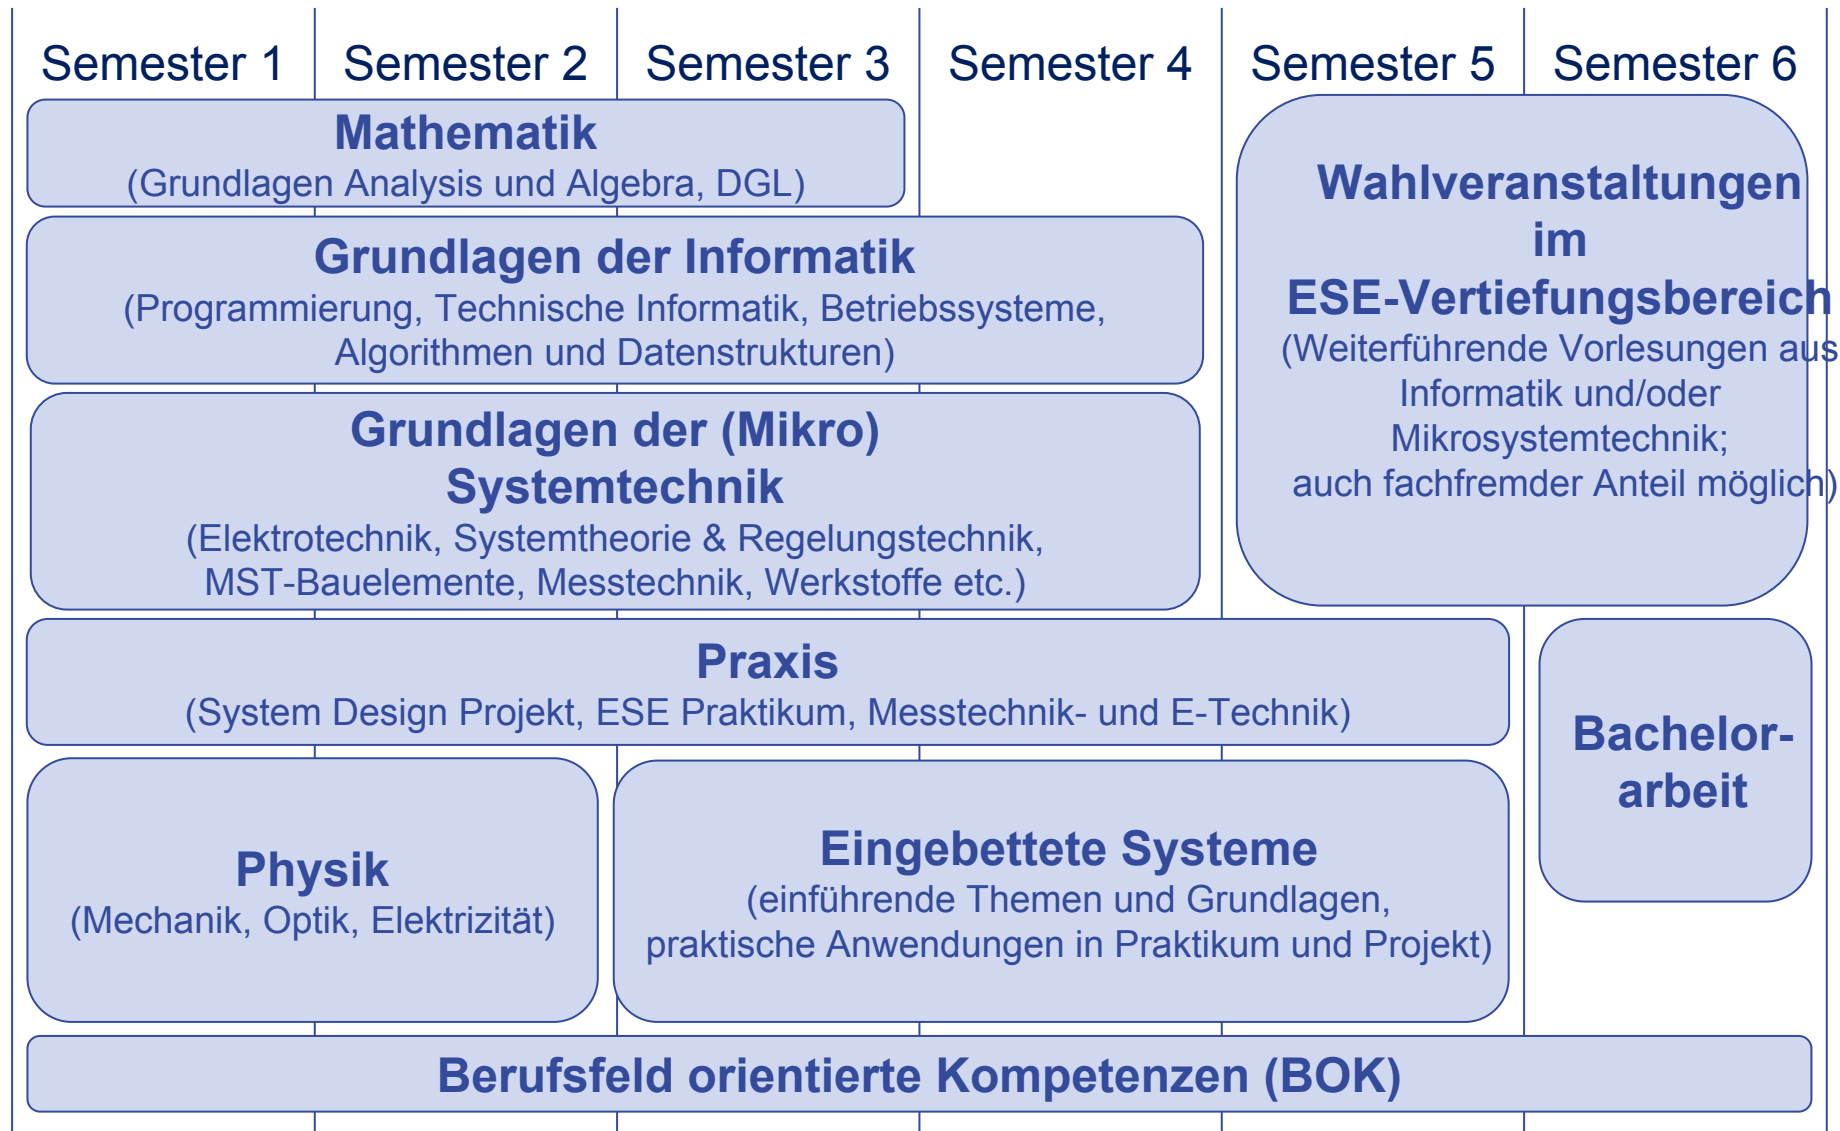 Semester 1
Semester 2
Semester 3
Semester 4
Semester 5
Semester 6
Mathematik
(Grundlagen Analysis und Algebra, DGL)
Grundlagen der Informatik
(Programmierung, Technische Informatik, Betriebssysteme,
Algorithmen und Datenstrukturen)
Grundlagen der (Mikro)
Systemtechnik
(Elektrotechnik, Systemtheorie & Regelungstechnik,
MST-Bauelemente, Messtechnik, Werkstoffe etc.)
Wahlveranstaltungen
im
ESE-Vertiefungsbereich
(Weiterführende Vorlesungen aus
Informatik und/oder
Mikrosystemtechnik;
auch fachfremder Anteil möglich)
Praxis
(System Design Projekt, ESE Praktikum, Messtechnik- und E-Technik)
Bachelor-
arbeit
Physik
(Mechanik, Optik, Elektrizität)
Eingebettete Systeme
(einführende Themen und Grundlagen,
praktische Anwendungen in Praktikum und Projekt)
Berufsfeld orientierte Kompetenzen (BOK)